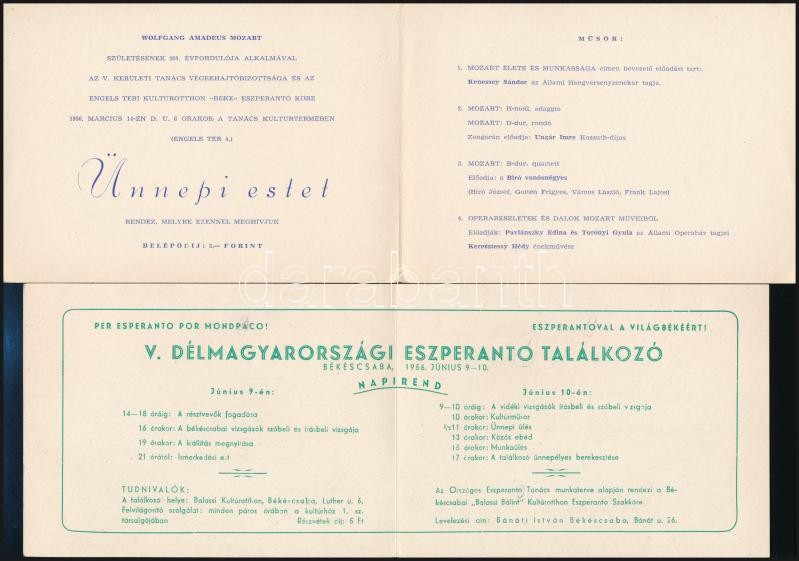 WOLFGANG AMADEUS MOZART
SZÜLETÉSÉNEK 200. ÉVFORDULÓJA ALKALMÁVAL
AZ V. KERÜLETI TANÁCS VÉGREHAJTÓBIZOTTSÁGA ÉS AZ
ENGELS TÉRI KULTÚROTTHON «BÉKE» ESZPERANTÓ KÖRE
1956. MÁRCIUS 14-ÉN D. U. 6 ÓRAKOR A TANÁCS KULTÚRTERMÉBEN
(ENGELS TÉR 4.)
Ünnepi estet
RENDEZ, MELYRE EZENNEL MEGHÍVJUK
BELÉPŐDÍJ: 3,— FORINT
MŰSOR:
1. MOZART ÉLETE ÉS MUNKÁSSÁGA címen bevezető előadást tart:
Kenessey Sándor az Állami Hangversenyzenekar tagja.
2. MOZART: H-moll, adaggio
MOZART: D-dur, rondó
Zongorán előadja: Ungár Imre Kossuth-díjas
3. MOZART: B-dur. quartett
Előadja: a Bíró vonósnégyes
(Bíró József, Goitein Frigyes, Vámos László, Frank Lajos)
4. OPERARÉSZLETEK ÉS DALOK MOZART MŰVEIBŐL
Előadják: Pavlánszky Edina és Torönyi Gyula az Állami Operaház tagjai
Keresztessy Hédy énekművész
darabanth
PER ESPERANTO POR MONDPACO!
ESZPERANTÓVAL A VILÁGBÉKÉÉRT!
V. DÉLMAGYARORSZÁGI ESZPERANTÓ TALÁLKOZÓ
BÉKÉSCSABA, 1956. JÚNIUS 9—10.
NAPIREND
Június 9-én:
14—18 óráig: A résztvevők fogadása
16 órakor: A békéscsabai vizsgázók szóbeli és írásbeli vizsgája
19 órakor: A kiállítás megnyitása
21 órától: Ismerkedési est
TUDNIVALÓK:
A találkozó helye: Balassi Kultúrotthon, Békéscsaba, Luther u. 6.
Felvilágosító szolgálat: minden páros órában a kultúrház 1. sz.
társalgójában Részvétek díj: 5 Ft
Június 10-én:
9—10 óráig: A vidéki vizsgázók írásbeli és szóbeli vizsgája
10 órakor: Kultúrműsor
½11 órakor: Ünnepi ülés
13 órakor: Közös ebéd
15 órakor: Munkaülés
17 órakor: A találkozó ünnepélyes berekesztése
Az Országos Eszperantó Tanács munkaterve alapján rendezi a Bé-
késcsabai „Balassi Bálint" Kultúrotthon Eszperantó Szakköre
Levelezési cím: Bánáti István Békéscsaba, Bánát u. 26.